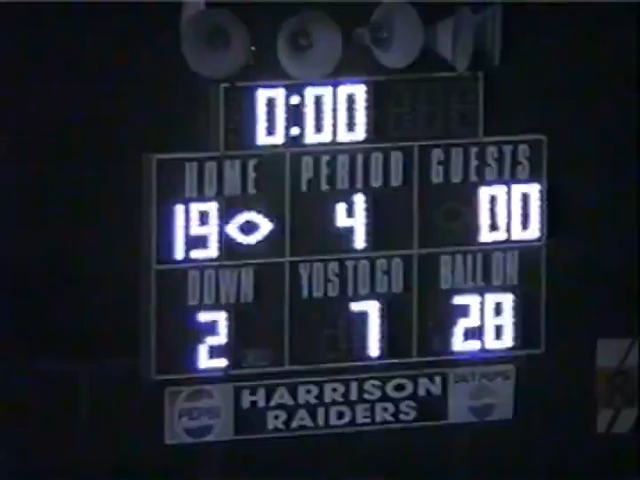 0:00
HOME PERIOD GUESTS
19 4 00
DOWN YDS TO GO BALL ON
2 7 28
PEPSI HARRISON
RAIDERS